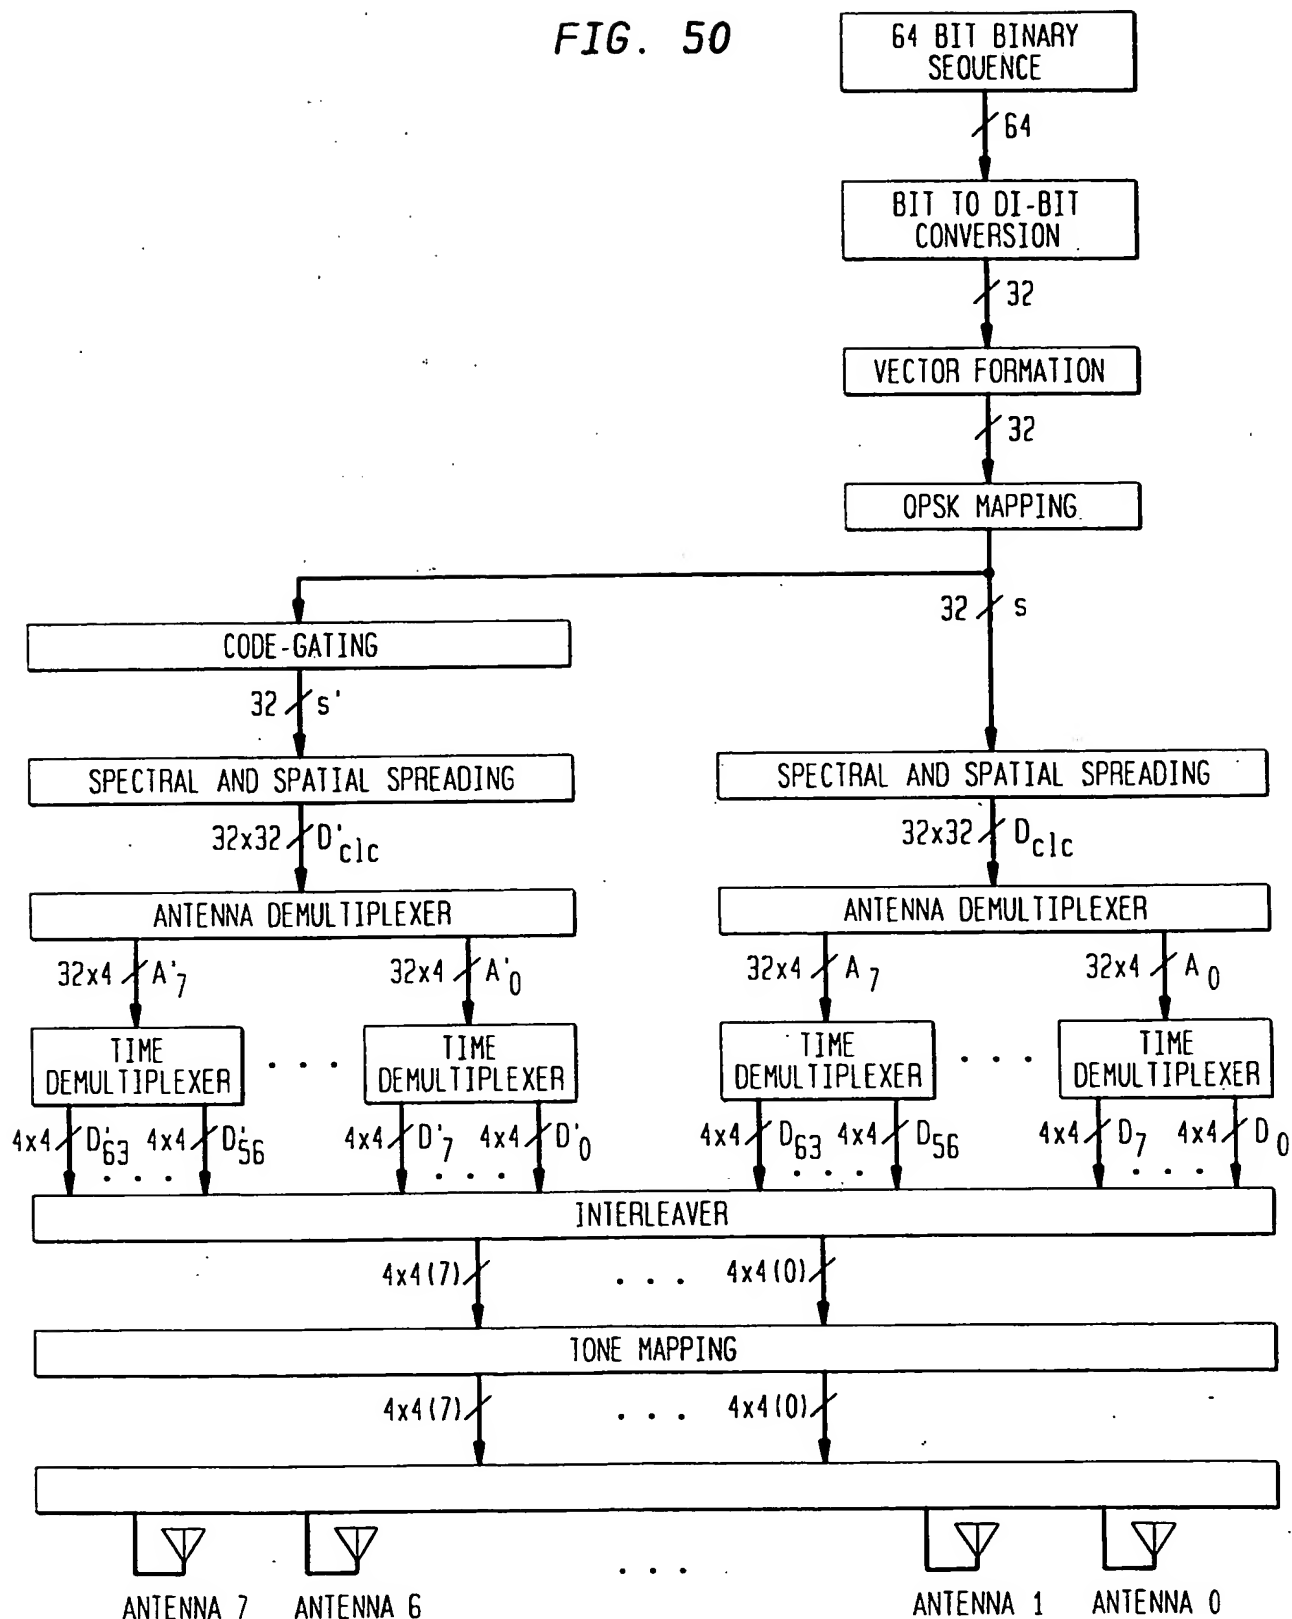 FIG. 50
64 BIT BINARY
SEQUENCE
64
BIT TO DI-BIT
CONVERSION
32
VECTOR FORMATION
32
OPSK MAPPING
32 s
CODE-GATING
32 s'
SPECTRAL AND SPATIAL SPREADING
SPECTRAL AND SPATIAL SPREADING
32x32 D'clc
32x32 Dclc
ANTENNA DEMULTIPLEXER
ANTENNA DEMULTIPLEXER
32x4 A'7 32x4 A'0
32x4 A7 32x4 A0
TIME
DEMULTIPLEXER
. . .
TIME
DEMULTIPLEXER
TIME
DEMULTIPLEXER
. . .
TIME
DEMULTIPLEXER
4x4 D'63 4x4 D'56 4x4 D'7 4x4 D'0
4x4 D63 4x4 D56 4x4 D7 4x4 D0
. . . . . . . . . . . .
INTERLEAVER
4x4(7) . . . 4x4(0)
TONE MAPPING
4x4(7) . . . 4x4(0)
. . .
ANTENNA 7 ANTENNA 6 ANTENNA 1 ANTENNA 0